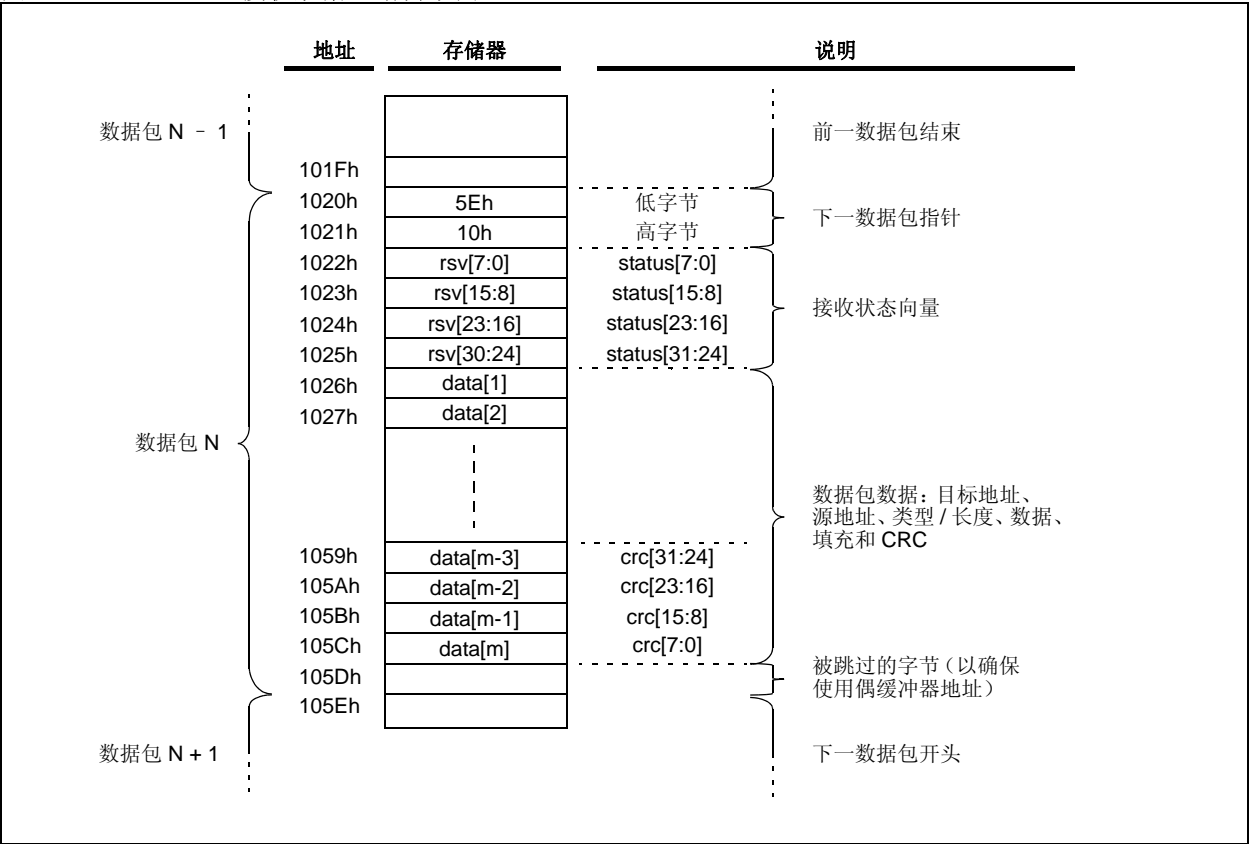 地址 存储器 说明
数据包 N - 1 前一数据包结束
101Fh
1020h 5Eh 低字节
下一数据包指针
1021h 10h 高字节
1022h rsv[7:0] status[7:0]
1023h rsv[15:8] status[15:8]
接收状态向量
1024h rsv[23:16] status[23:16]
1025h rsv[30:24] status[31:24]
1026h data[1]
1027h data[2]
数据包 N
数据包数据：目标地址、
源地址、类型 / 长度、数据、
填充和 CRC
1059h data[m-3] crc[31:24]
105Ah data[m-2] crc[23:16]
105Bh data[m-1] crc[15:8]
105Ch data[m] crc[7:0]
被跳过的字节（以确保
105Dh
使用偶缓冲器地址）
105Eh
数据包 N + 1 下一数据包开头